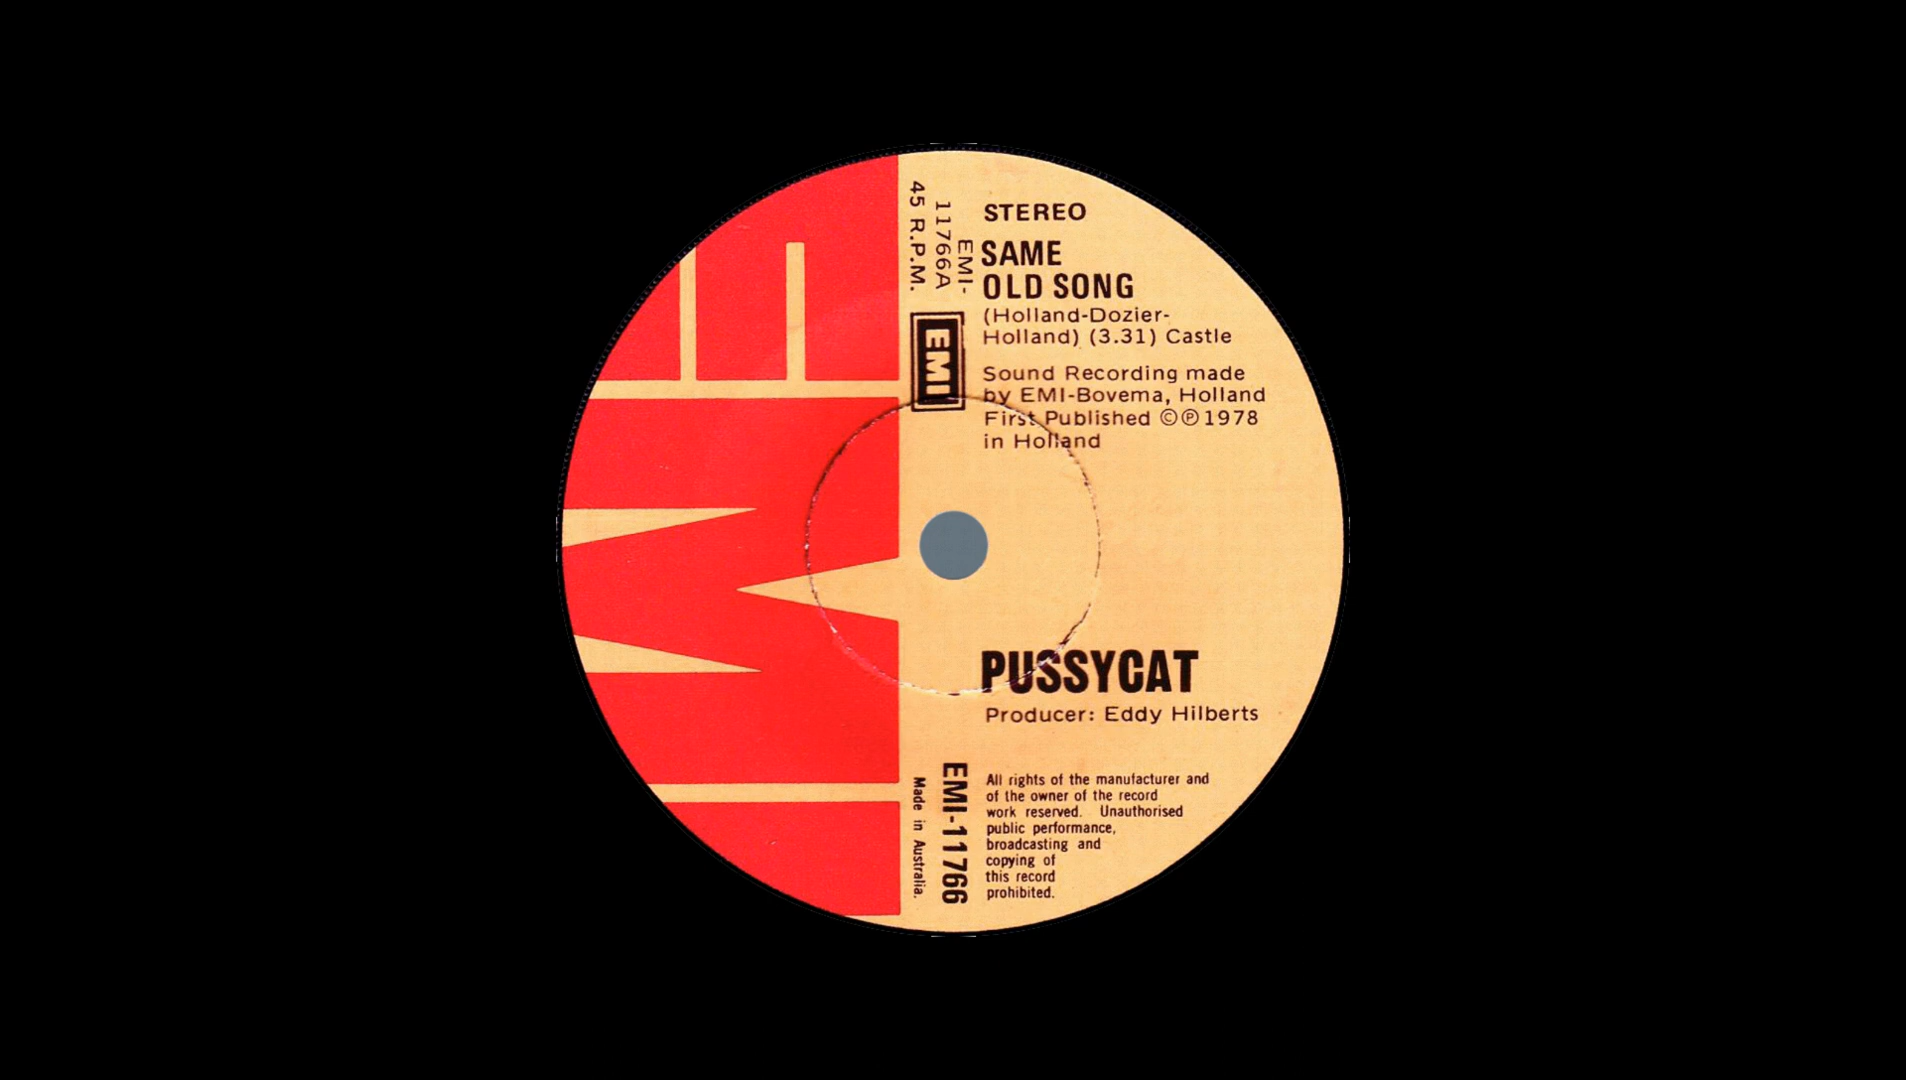 STEREO
SAME
OLD SONG
(Holland-Dozier-
Holland) (3.31) Castle
Sound Recording made
by EMI-Bovema, Holland
First Published ©℗1978
in Holland
EMI-
11766A
45 R.P.M.
EMI
PUSSYCAT
Producer: Eddy Hilberts
EMI-11766
Made in Australia.
All rights of the manufacturer and
of the owner of the record
work reserved. Unauthorised
public performance,
broadcasting and
copying of
this record
prohibited.
EMI